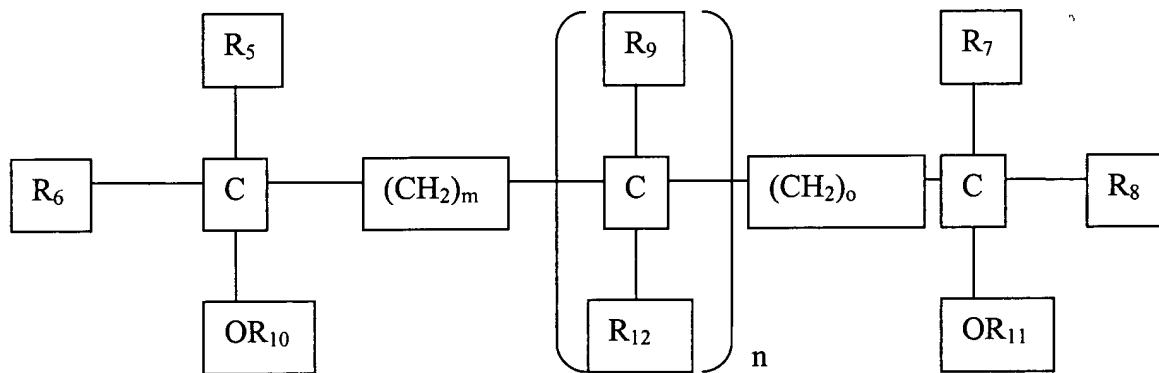 R₅ R₉ R₇
R₆ C (CH₂)ₘ C (CH₂)ₒ C R₈
OR₁₀ R₁₂ OR₁₁
n